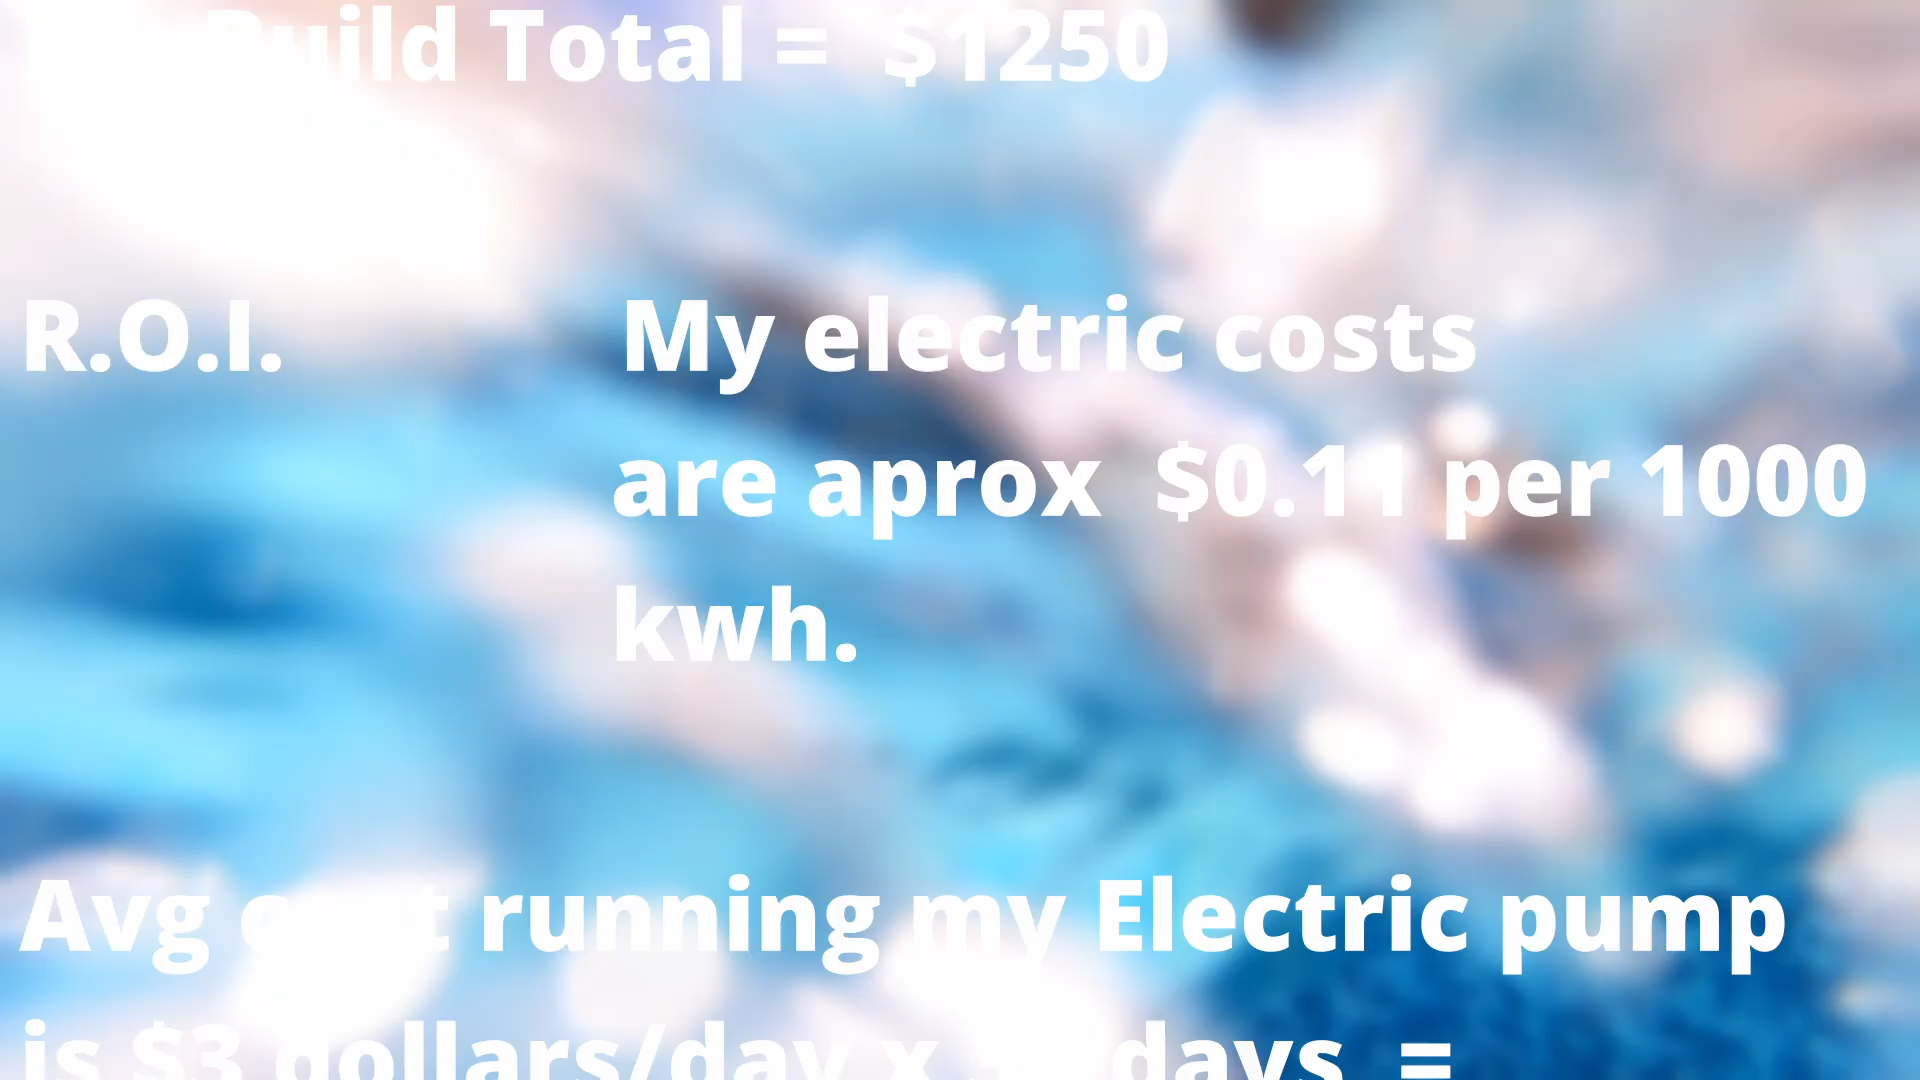 Build Total = $1250
R.O.I. My electric costs
are aprox $0.11 per 1000
kwh.
Avg cost running my Electric pump
is $3 dollars/day x days =